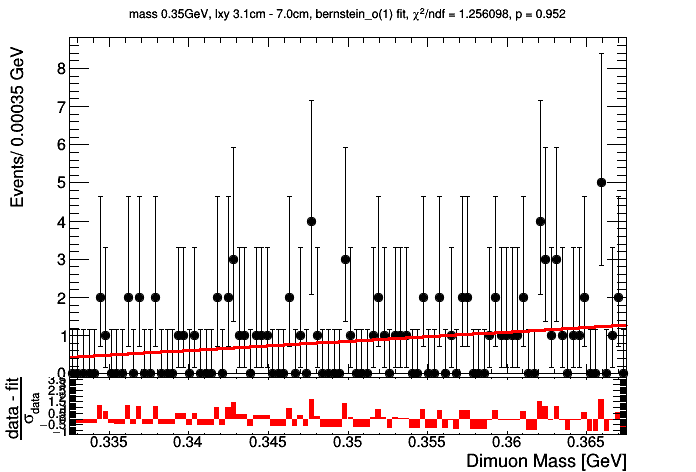 mass 0.35GeV, lxy 3.1cm - 7.0cm, bernstein_o(1) fit, χ²/ndf = 1.256098, p = 0.952
Events/ 0.00035 GeV
8
7
6
5
4
3
2
1
0
data - fit
σdata
0.335 0.34 0.345 0.35 0.355 0.36 0.365
Dimuon Mass [GeV]